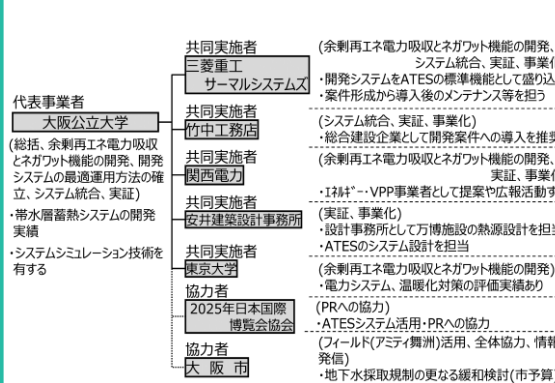 代表事業者
大阪公立大学
(総括、余剰再エネ電力吸収
とネガワット機能の開発、開発
システムの最適運用方法の確
立、システム統合、実証)
・帯水層蓄熱システムの開発
実績
・システムシミュレーション技術を
有する
共同実施者
三菱重工
サーマルシステムズ
(余剰再エネ電力吸収とネガワット機能の開発、
システム統合、実証、事業化
・開発システムをATESの標準機能として盛り込
・案件形成から導入後のメンテナンス等を担う
共同実施者
竹中工務店
(システム統合、実証、事業化)
・総合建設企業として開発案件への導入を推奨
共同実施者
関西電力
(余剰再エネ電力吸収とネガワット機能の開発、
実証、事業化
・エネルギー・VPP事業者として提案や広報活動す
共同実施者
安井建築設計事務所
(実証、事業化)
・設計事務所として万博施設の熱源設計を担当
・ATESのシステム設計を担当
共同実施者
東京大学
(余剰再エネ電力吸収とネガワット機能の開発)
・電力システム、温暖化対策の評価実績あり
協力者
2025年日本国際
博覧会協会
(PRへの協力)
・ATESシステム活用・PRへの協力
協力者
大 阪 市
(フィールド(アミティ舞洲)活用、全体協力、情報
発信)
・地下水採取規制の更なる緩和検討(市予算)